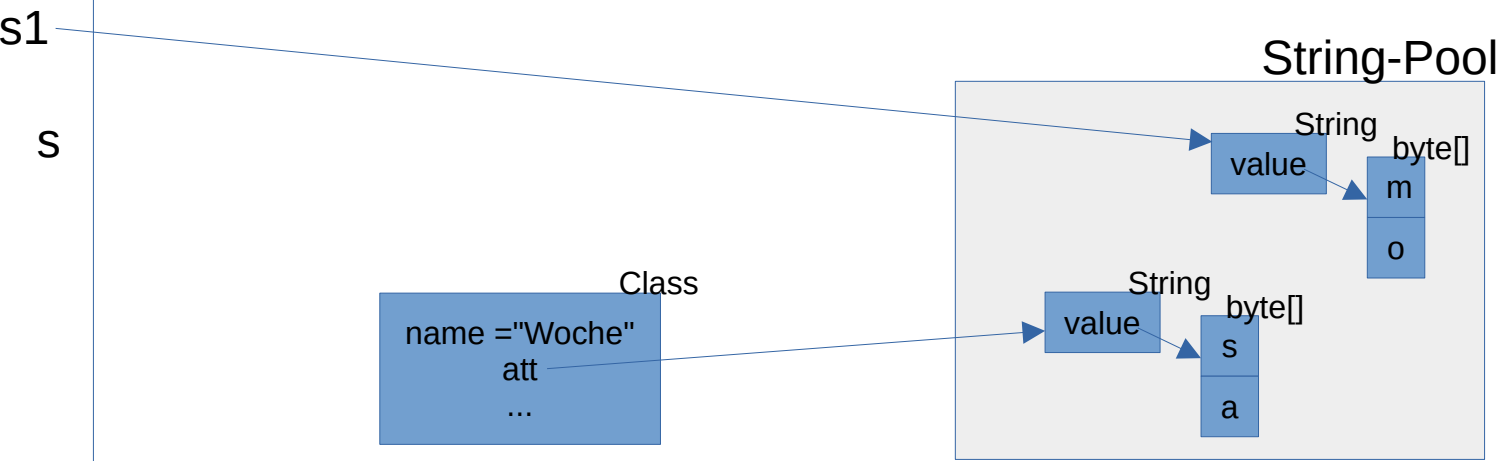 s1
String-Pool
String
byte[]
value
m
s
o
Class
String
byte[]
name ="Woche"
value
s
att
...
a